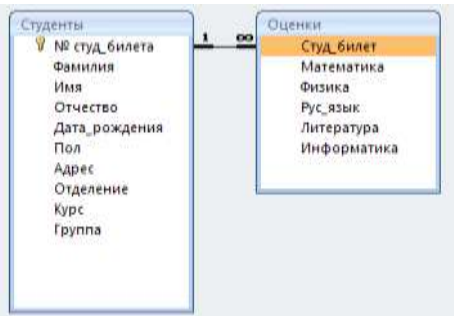 Студенты
№ студ_билета
Фамилия
Имя
Отчество
Дата_рождения
Пол
Адрес
Отделение
Курс
Группа
1 ∞
Оценки
Студ_билет
Математика
Физика
Рус_язык
Литература
Информатика